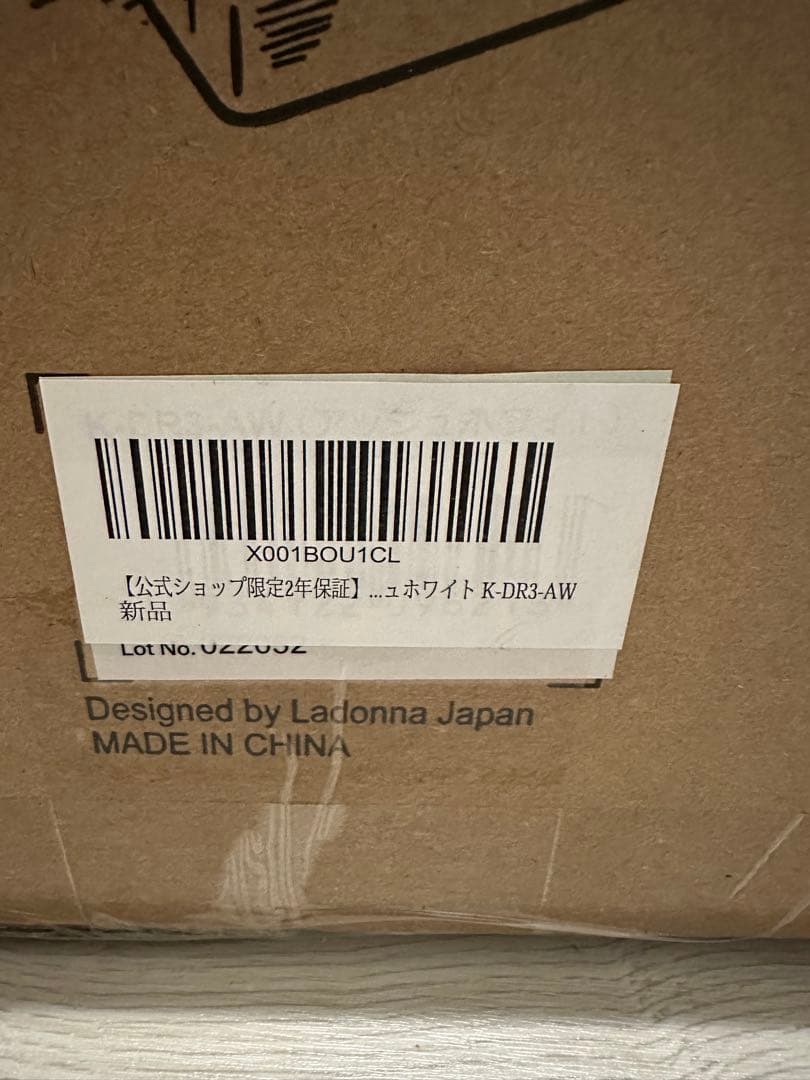 X001BOU1CL
【公式ショップ限定2年保証】...ュホワイト K-DR3-AW
新品
Lot No. 022052
Designed by Ladonna Japan
MADE IN CHINA